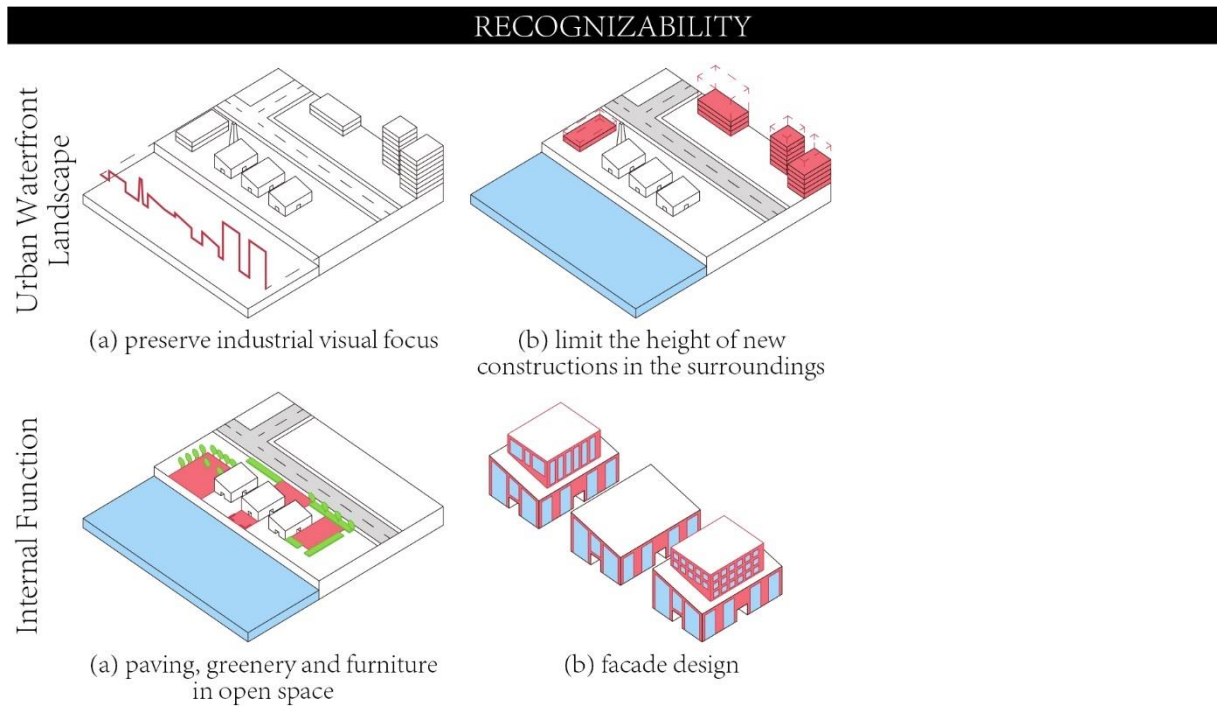 RECOGNIZABILITY
Urban Waterfront
Landscape
(a) preserve industrial visual focus
(b) limit the height of new
constructions in the surroundings
Internal Function
(a) paving, greenery and furniture
in open space
(b) facade design